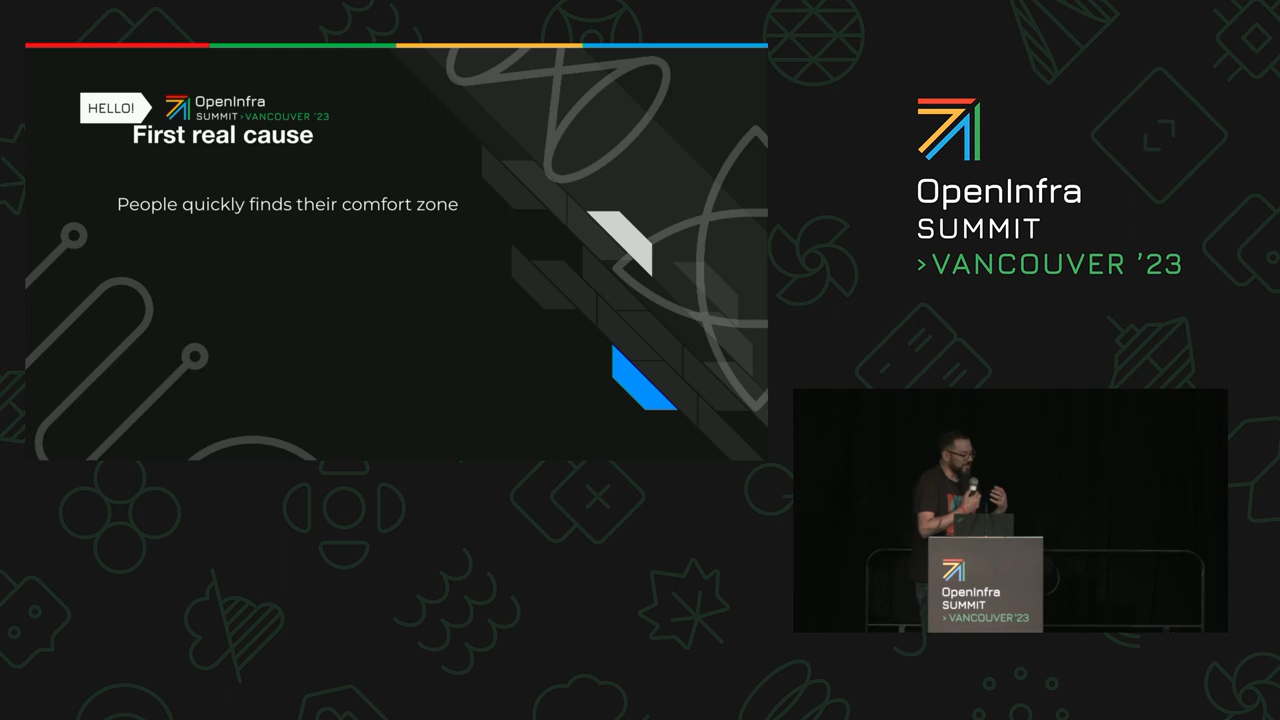 HELLO!
OpenInfra
SUMMIT›VANCOUVER '23
First real cause
People quickly finds their comfort zone
OpenInfra
SUMMIT
›VANCOUVER '23
OpenInfra
SUMMIT
›VANCOUVER '23